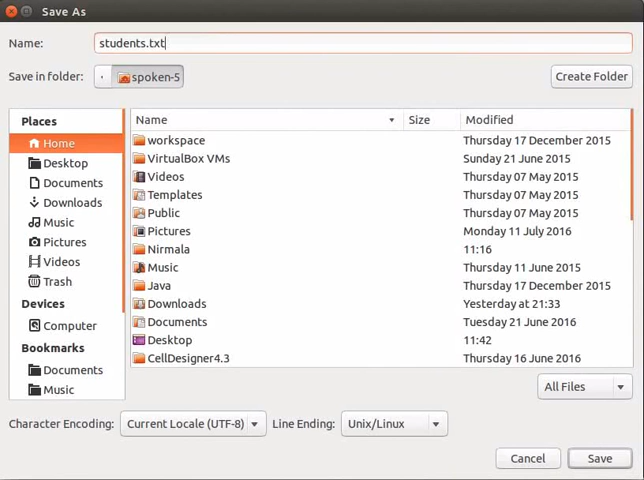 Save As
Name: students.txt
Save in folder: spoken-5 Create Folder
Places
Home
Desktop
Documents
Downloads
Music
Pictures
Videos
Trash
Devices
Computer
Bookmarks
Documents
Music
Name Size Modified
workspace Thursday 17 December 2015
VirtualBox VMs Sunday 21 June 2015
Videos Thursday 07 May 2015
Templates Thursday 07 May 2015
Public Thursday 07 May 2015
Pictures Monday 11 July 2016
Nirmala 11:16
Music Thursday 11 June 2015
Java Thursday 17 December 2015
Downloads Yesterday at 21:33
Documents Tuesday 21 June 2016
Desktop 11:42
CellDesigner4.3 Thursday 16 June 2016
All Files
Character Encoding: Current Locale (UTF-8) Line Ending: Unix/Linux
Cancel Save